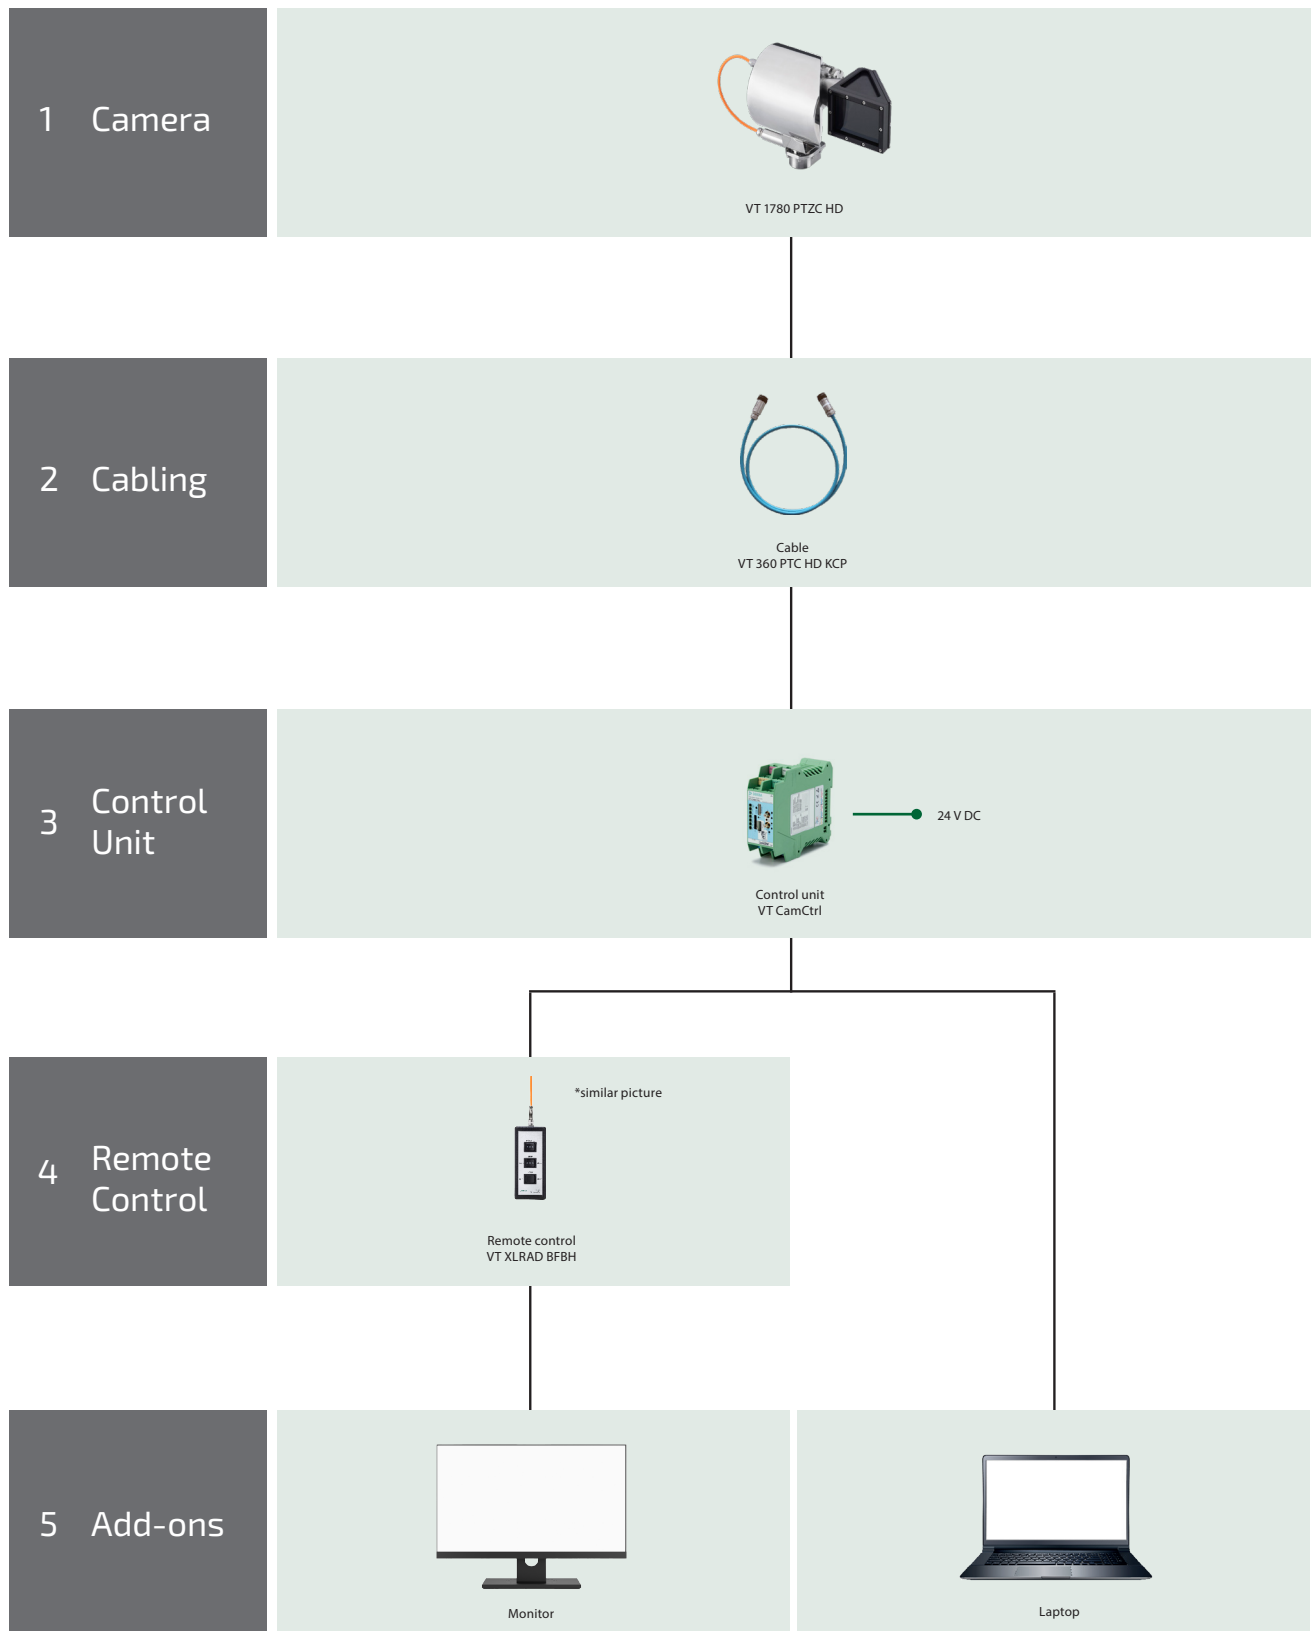 1 Camera
VT 1780 PTZC HD
2 Cabling
Cable
VT 360 PTC HD KCP
3 Control
Unit
24 V DC
Control unit
VT CamCtrl
4 Remote
Control
*similar picture
Remote control
VT XLRAD BFBH
5 Add-ons
Monitor
Laptop